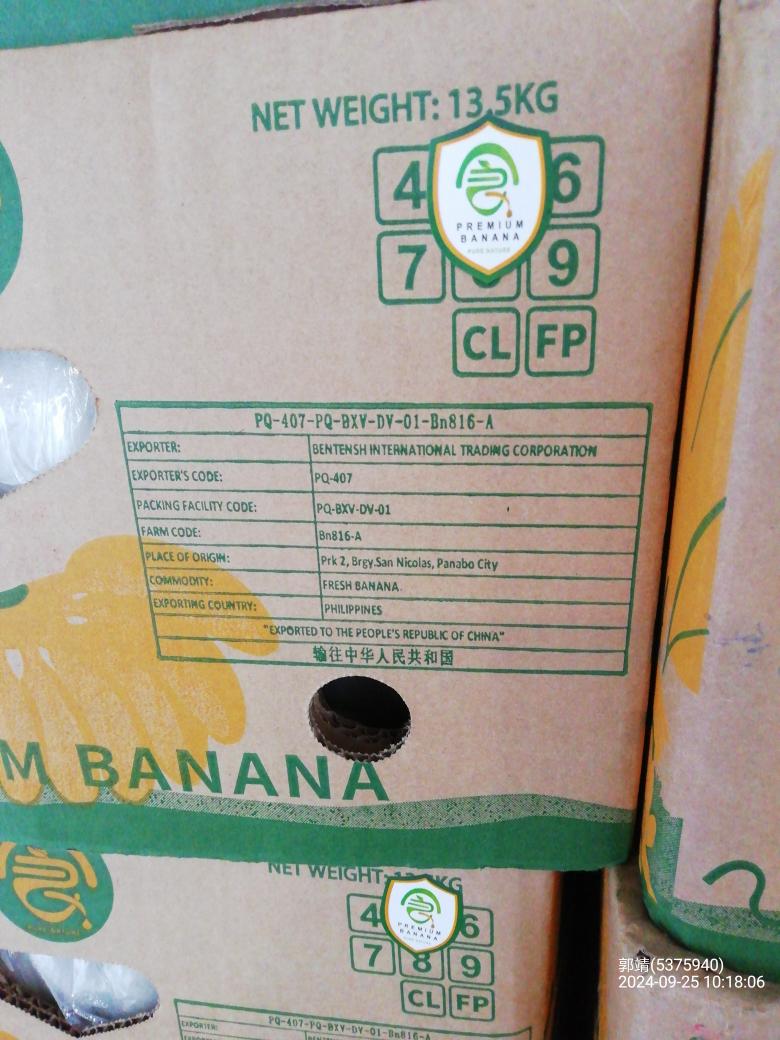 NET WEIGHT: 13.5KG
4 6
PREMIUM
BANANA
PURE NATURE
7 9
CL FP
PQ-407-PQ-BXV-DV-01-Bn816-A
EXPORTER: BENTENSH INTERNATIONAL TRADING CORPORATION
EXPORTER'S CODE: PQ-407
PACKING FACILITY CODE: PQ-BXV-DV-01
FARM CODE: Bn816-A
PLACE OF ORIGIN: Prk 2, Brgy.San Nicolas, Panabo City
COMMODITY: FRESH BANANA
EXPORTING COUNTRY: PHILIPPINES
"EXPORTED TO THE PEOPLE'S REPUBLIC OF CHINA"
输往中华人民共和国
M BANANA
NET WEIGHT:
PURE NATURE
4 6
PREMIUM
BANANA
7 8 9
CL FP
PQ-407-PQ-BXV-DV-01-Bn816-A
EXPORTER:
郭靖(5375940)
2024-09-25 10:18:06